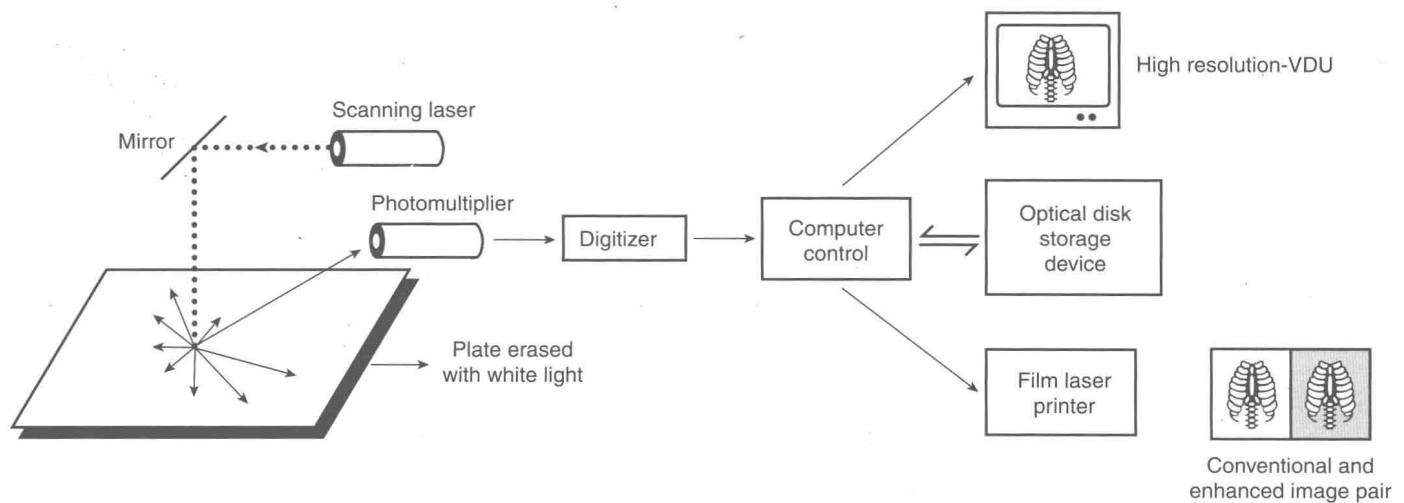 High resolution-VDU
Scanning laser
Mirror
Photomultiplier
Digitizer
Computer
control
Optical disk
storage
device
Plate erased
with white light
Film laser
printer
Conventional and
enhanced image pair